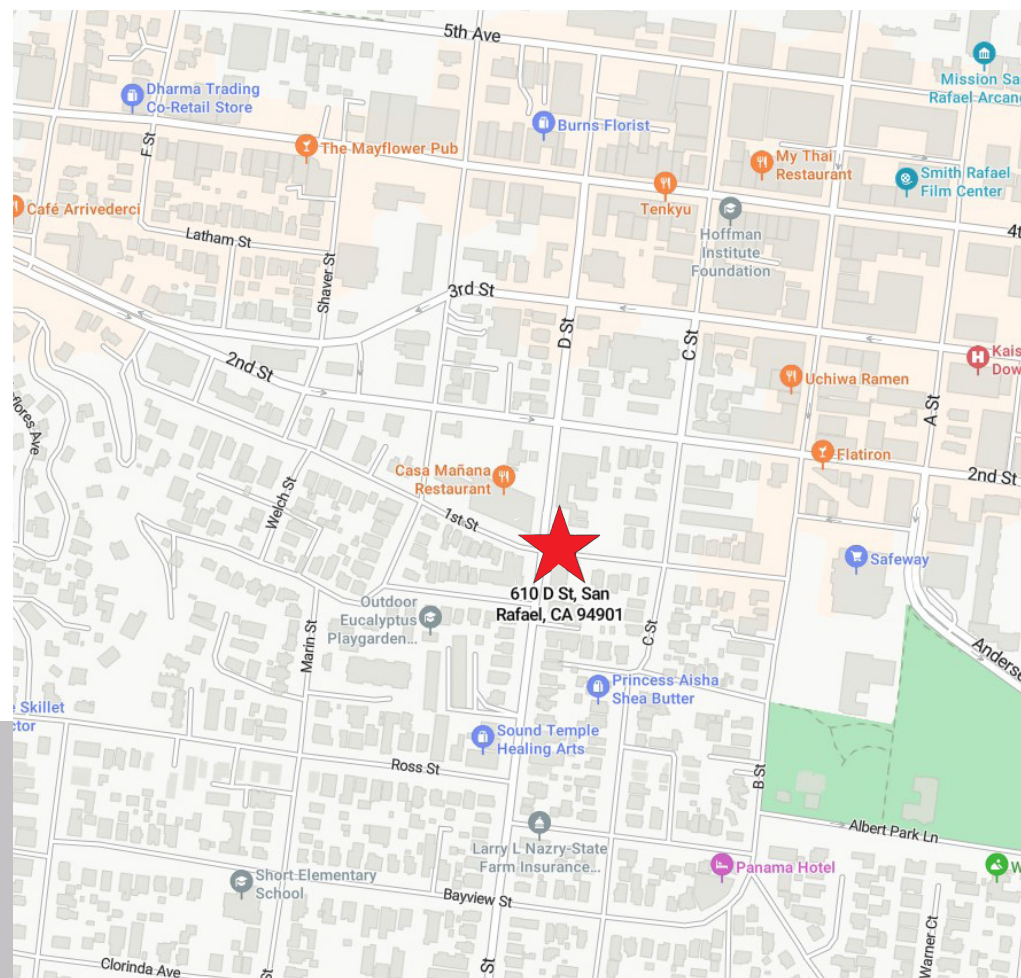 5th Ave
Dharma Trading
Co-Retail Store
Mission Sa
Rafael Arcan
F St
Burns Florist
The Mayflower Pub
My Thai
Restaurant
Smith Rafael
Film Center
Café Arrivederci
Tenkyu
Latham St
Hoffman
Institute
Foundation
4t
Shaver St
3rd St
D St
C St
2nd St
Kais
Dow
Uchiwa Ramen
A St
flores Ave
Flatiron
Casa Mañana
Restaurant
2nd St
Welch St
1st St
Safeway
610 D St, San
Rafael, CA 94901
Outdoor
Eucalyptus
Playgarden...
Marin St
C St
Anderse
Princess Aisha
Shea Butter
e Skillet
ctor
Sound Temple
Healing Arts
Ross St
B St
Albert Park Ln
Larry L Nazry-State
Farm Insurance...
Panama Hotel
W
Short Elementary
School
Bayview St
Warner Ct
Clorinda Ave
St
St